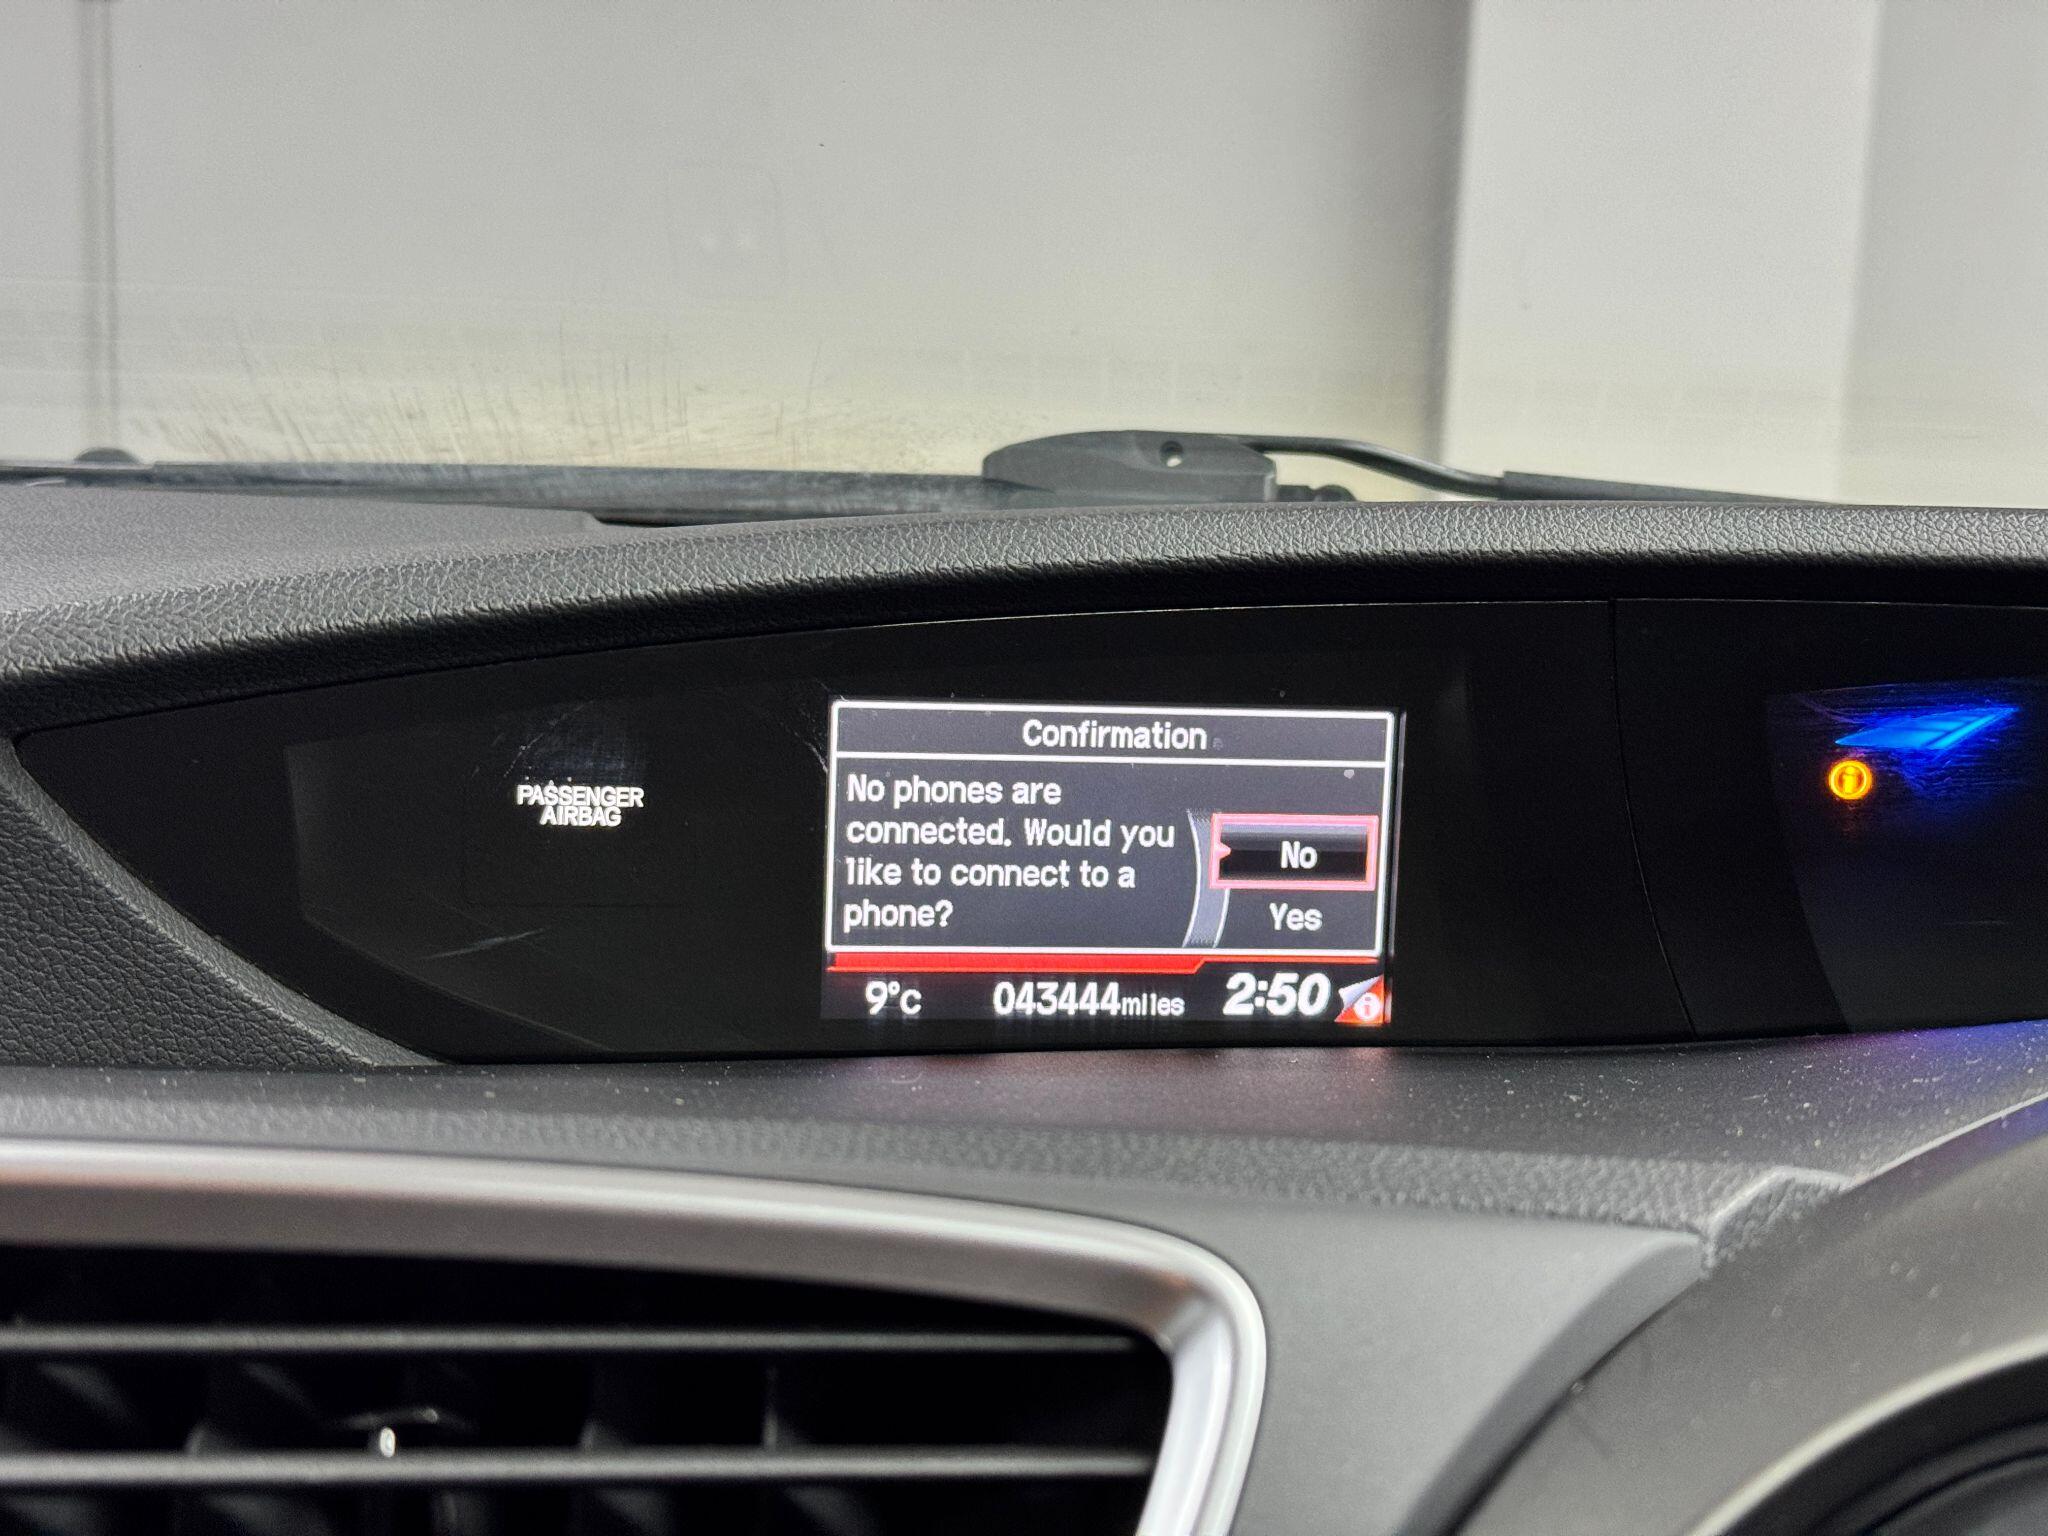 PASSENGER
AIRBAG
Confirmation
No phones are
connected. Would you
like to connect to a
phone?
No
Yes
9°C
043444miles
2:50
i
i